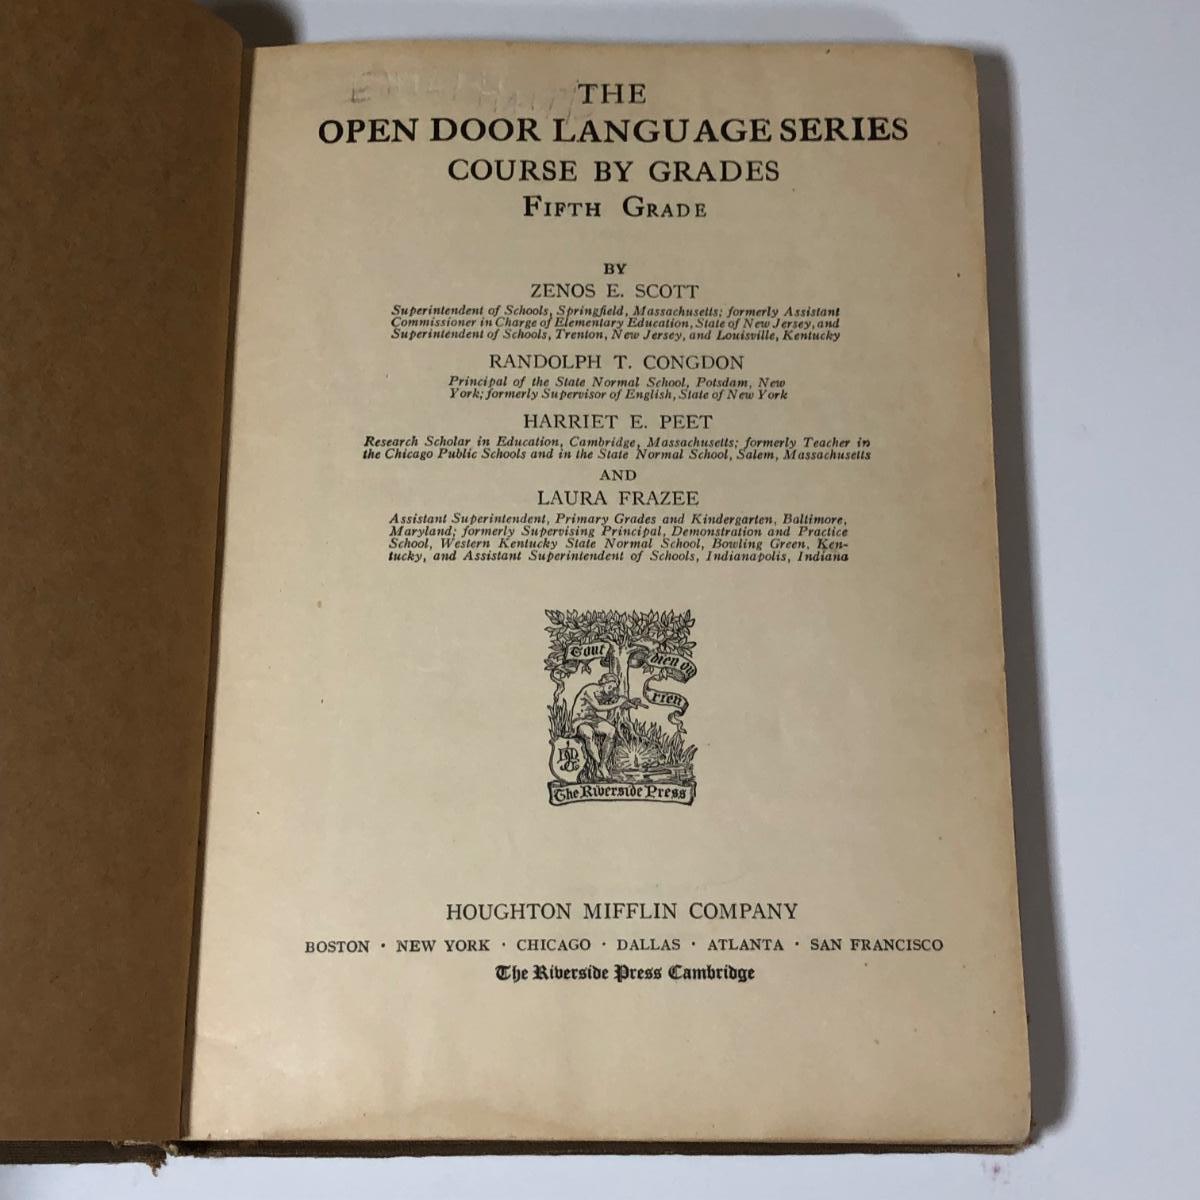 THE
OPEN DOOR LANGUAGE SERIES
COURSE BY GRADES
FIFTH GRADE
BY
ZENOS E. SCOTT
Superintendent of Schools, Springfield, Massachusetts; formerly Assistant
Commissioner in Charge of Elementary Education, State of New Jersey, and
Superintendent of Schools, Trenton, New Jersey, and Louisville, Kentucky
RANDOLPH T. CONGDON
Principal of the State Normal School, Potsdam, New
York; formerly Supervisor of English, State of New York
HARRIET E. PEET
Research Scholar in Education, Cambridge, Massachusetts; formerly Teacher in
the Chicago Public Schools and in the State Normal School, Salem, Massachusetts
AND
LAURA FRAZEE
Assistant Superintendent, Primary Grades and Kindergarten, Baltimore,
Maryland; formerly Supervising Principal, Demonstration and Practice
School, Western Kentucky State Normal School, Bowling Green, Ken-
tucky, and Assistant Superintendent of Schools, Indianapolis, Indiana
Tout bien ou
rien
The Riverside Press
HOUGHTON MIFFLIN COMPANY
BOSTON · NEW YORK · CHICAGO · DALLAS · ATLANTA · SAN FRANCISCO
The Riverside Press Cambridge